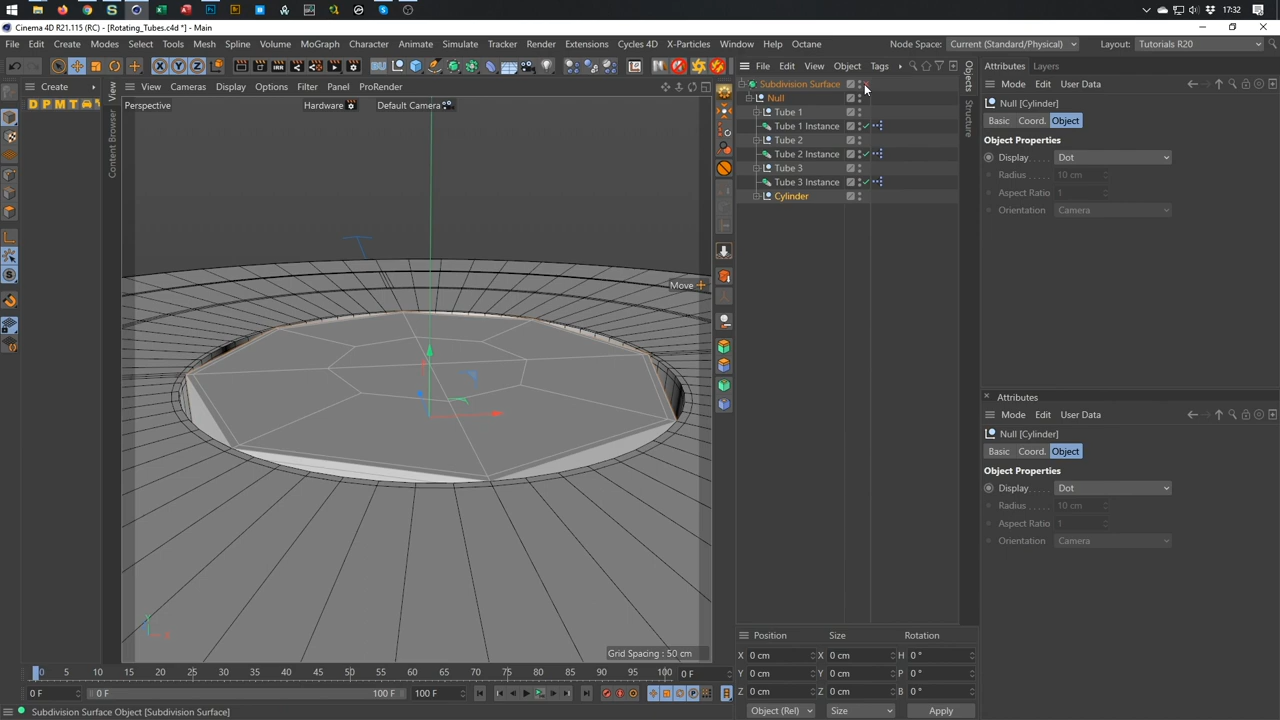 17:32
Cinema 4D R21.115 (RC) - [Rotating_Tubes.c4d *] - Main
File Edit Create Modes Select Tools Mesh Spline Volume MoGraph Character Animate Simulate Tracker Render Extensions Cycles 4D X-Particles Window Help Octane Node Space: Current (Standard/Physical) Layout: Tutorials R20
Create View Cameras Display Options Filter Panel ProRender
File Edit View Object Tags
Attributes Layers
Mode Edit User Data
D P M T
View
Content Browser
Perspective Hardware Default Camera
Objects
Structure
Subdivision Surface
Null
Tube 1
Tube 1 Instance
Tube 2
Tube 2 Instance
Tube 3
Tube 3 Instance
Cylinder
Null [Cylinder]
Basic Coord. Object
Object Properties
Display Dot
Radius 10 cm
Aspect Ratio 1
Orientation Camera
Attributes
Mode Edit User Data
Null [Cylinder]
Basic Coord. Object
Object Properties
Display Dot
Radius 10 cm
Aspect Ratio 1
Orientation Camera
Move
Y
X
Grid Spacing : 50 cm
0 5 10 15 20 25 30 35 40 45 50 55 60 65 70 75 80 85 90 95 100 0 F
0 F 0 F 100 F 100 F
Position Size Rotation
X 0 cm X 0 cm H 0 °
Y 0 cm Y 0 cm P 0 °
Z 0 cm Z 0 cm B 0 °
Object (Rel) Size Apply
Subdivision Surface Object [Subdivision Surface]